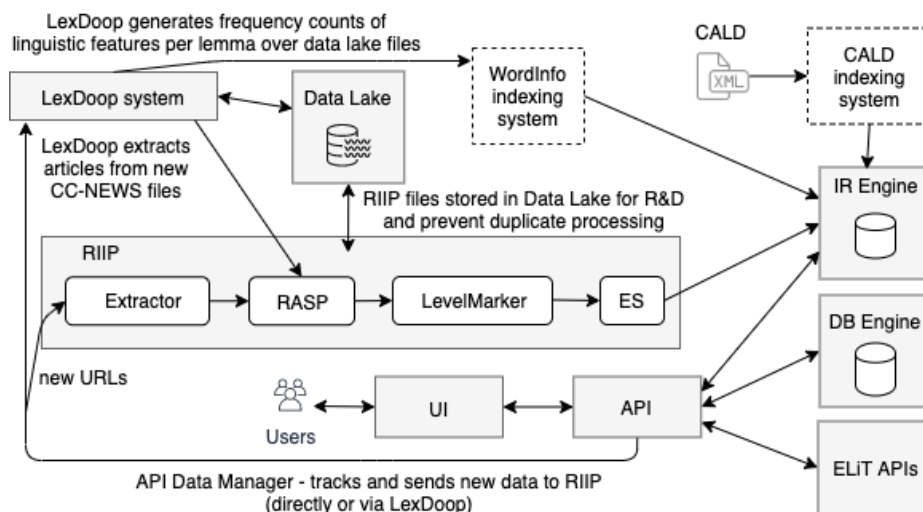 LexDoop generates frequency counts of
linguistic features per lemma over data lake files
CALD
XML
CALD
indexing
system
WordInfo
indexing
system
LexDoop system
Data Lake
LexDoop extracts
articles from new
CC-NEWS files
RIIP files stored in Data Lake for R&D
and prevent duplicate processing
IR Engine
RIIP
Extractor
RASP
LevelMarker
ES
DB Engine
new URLs
Users
UI
API
ELiT APIs
API Data Manager - tracks and sends new data to RIIP
(directly or via LexDoop)